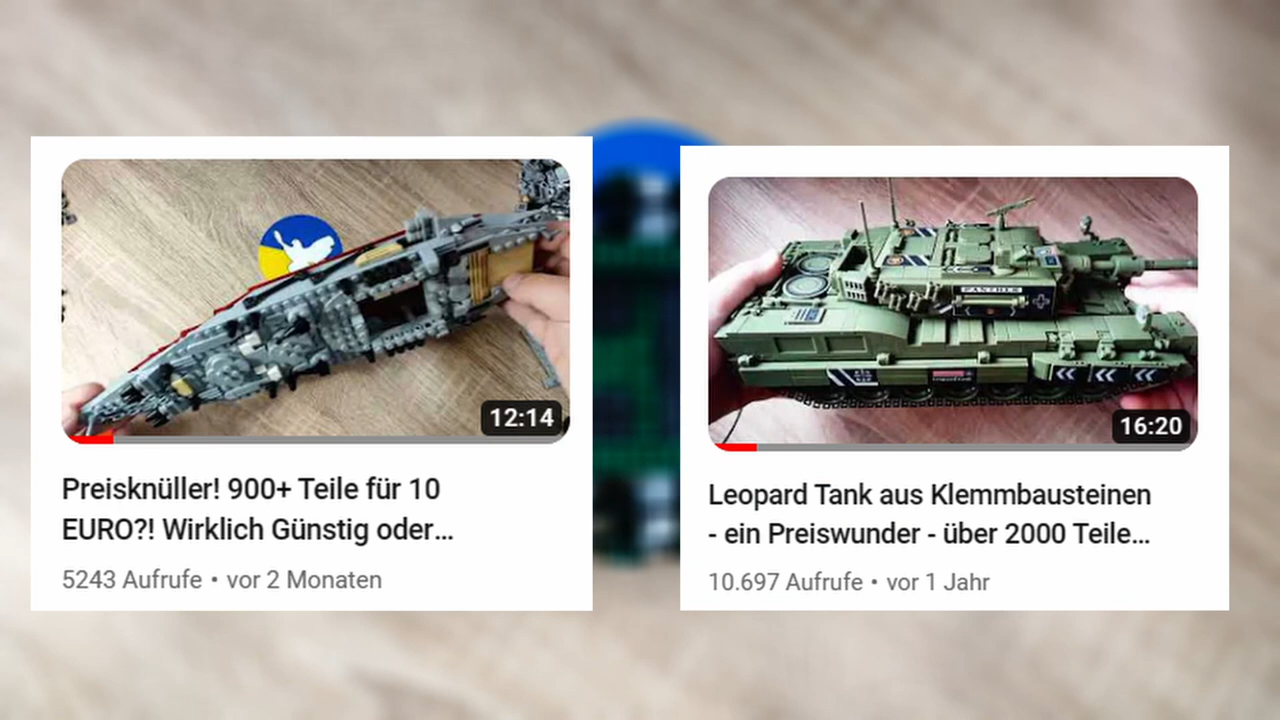 12:14
Preisknüller! 900+ Teile für 10
EURO?! Wirklich Günstig oder...
5243 Aufrufe • vor 2 Monaten
PANTHER
16:20
Leopard Tank aus Klemmbausteinen
- ein Preiswunder - über 2000 Teile...
10.697 Aufrufe • vor 1 Jahr